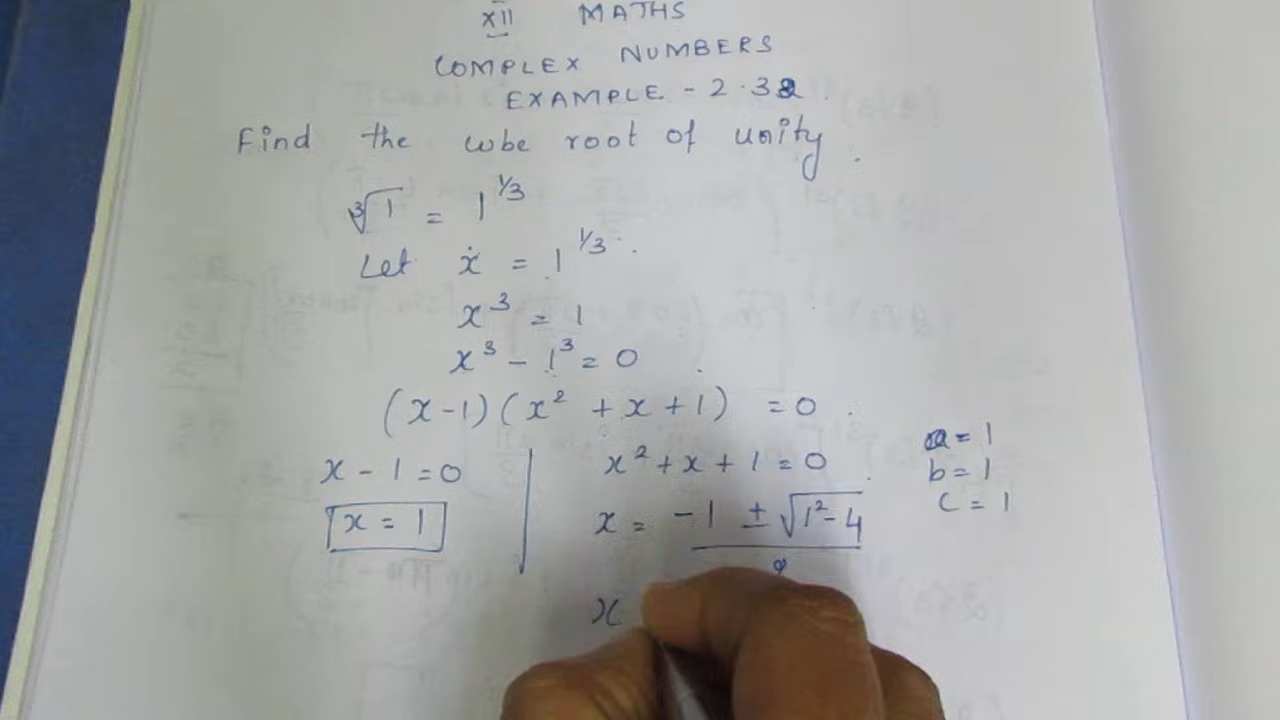 XII MATHS
COMPLEX NUMBERS
EXAMPLE - 2.32.
Find the cube root of unity.
∛1 = 1^1/3
Let x = 1^1/3.
x³ = 1
x³ - 1³ = 0.
(x-1)(x² + x + 1) = 0.
x - 1 = 0
x = 1
x² + x + 1 = 0.
x = -1 ± √1² - 4
2
x
a = 1
b = 1
c = 1